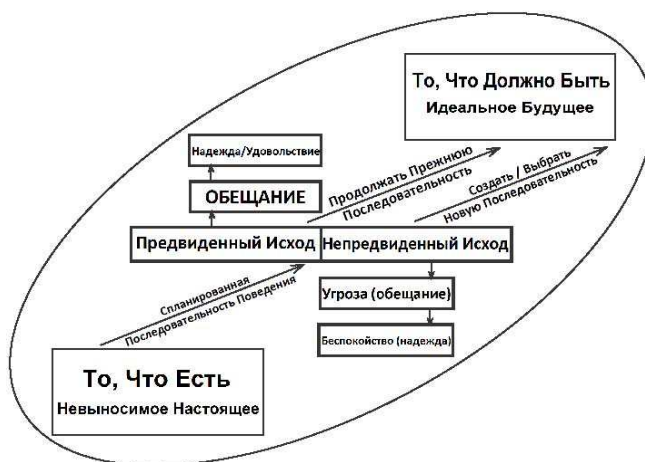 То, Что Должно Быть
Идеальное Будущее
Надежда/Удовольствие
ОБЕЩАНИЕ
Продолжать Прежнюю
Последовательность
Создать / Выбрать
Новую Последовательность
Предвиденный Исход
Непредвиденный Исход
Спланированная
Последовательность Поведения
Угроза (обещание)
Беспокойство (надежда)
То, Что Есть
Невыносимое Настоящее